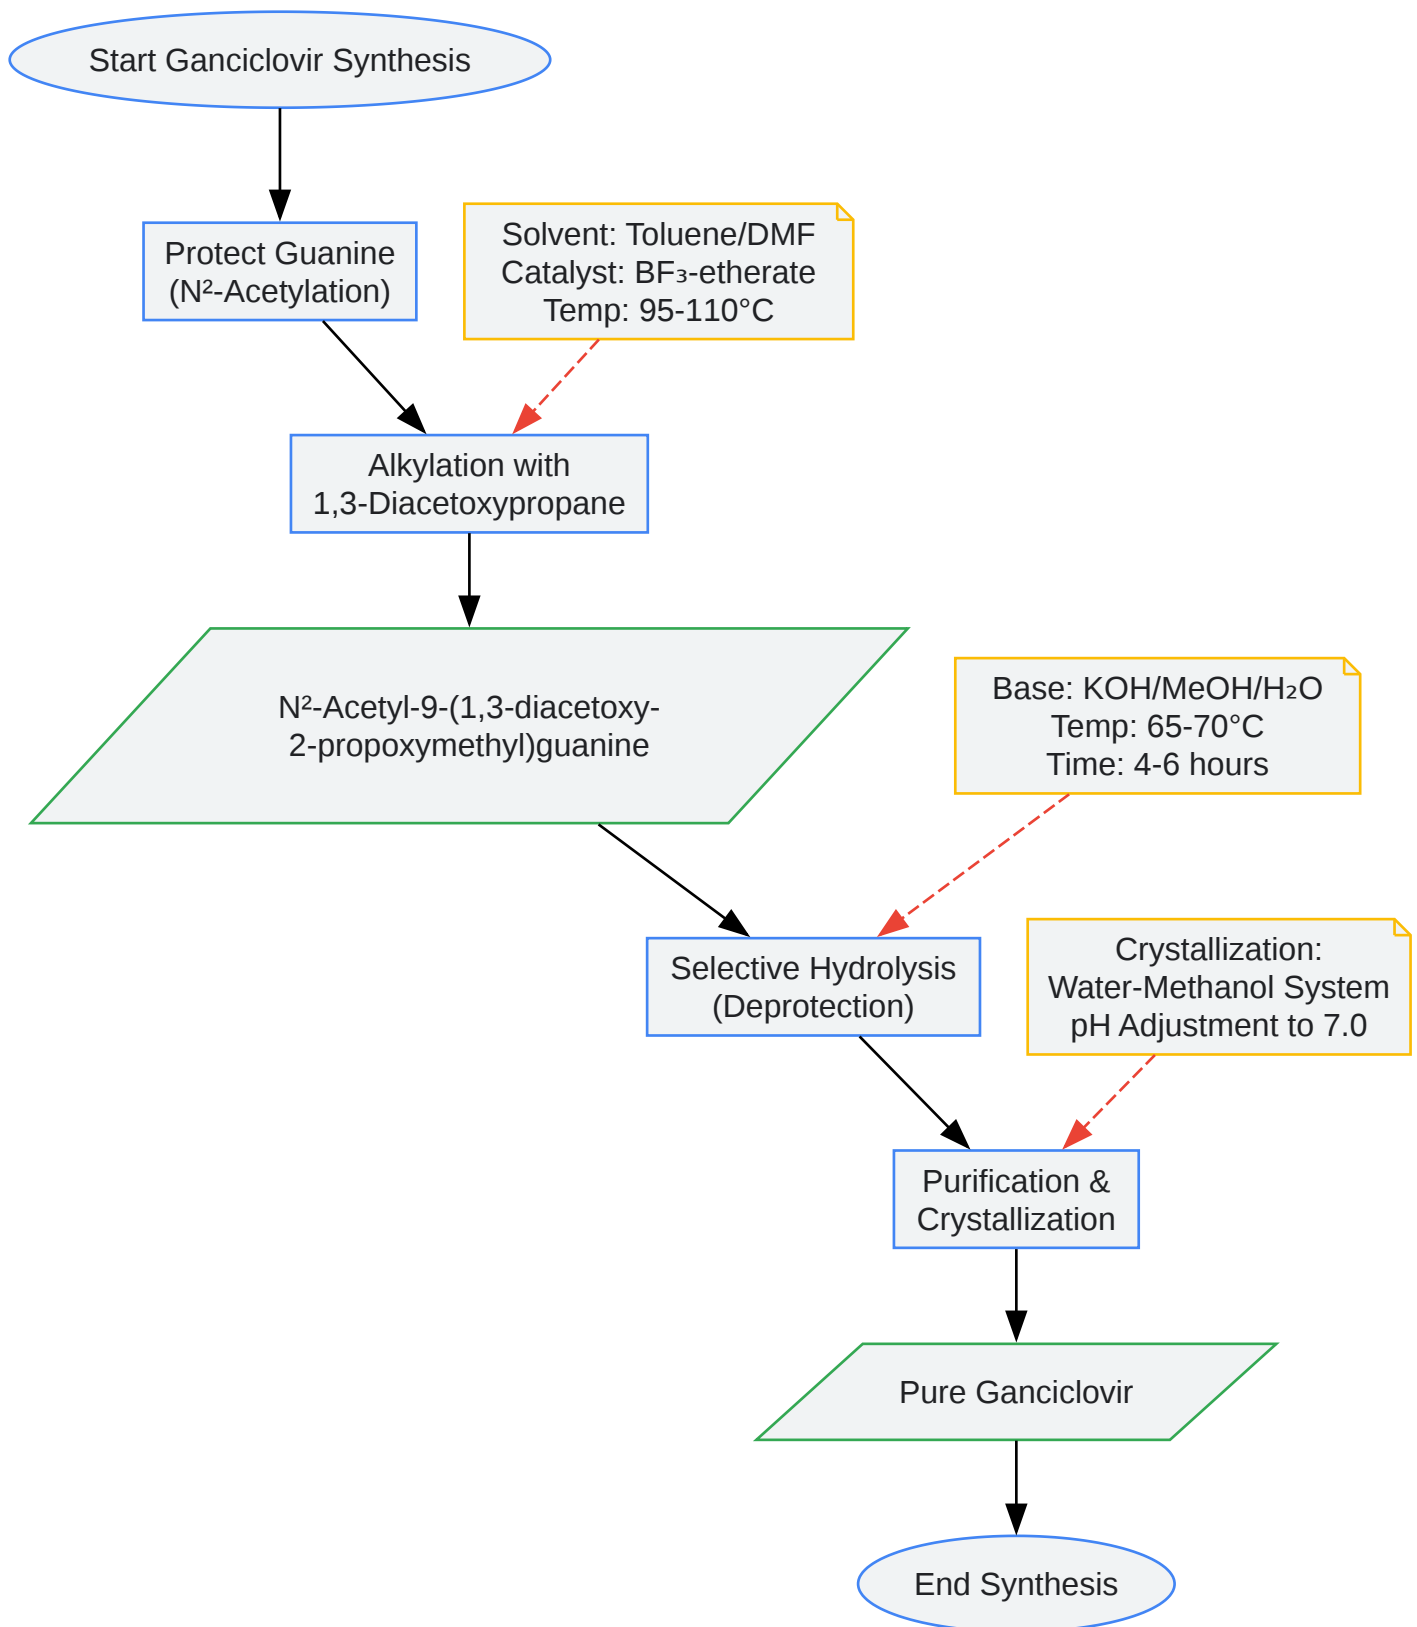 Start Ganciclovir Synthesis
Protect Guanine
(N²-Acetylation)
Solvent: Toluene/DMF
Catalyst: BF₃-etherate
Temp: 95-110°C
Alkylation with
1,3-Diacetoxypropane
N²-Acetyl-9-(1,3-diacetoxy-
2-propoxymethyl)guanine
Base: KOH/MeOH/H₂O
Temp: 65-70°C
Time: 4-6 hours
Selective Hydrolysis
(Deprotection)
Crystallization:
Water-Methanol System
pH Adjustment to 7.0
Purification &
Crystallization
Pure Ganciclovir
End Synthesis